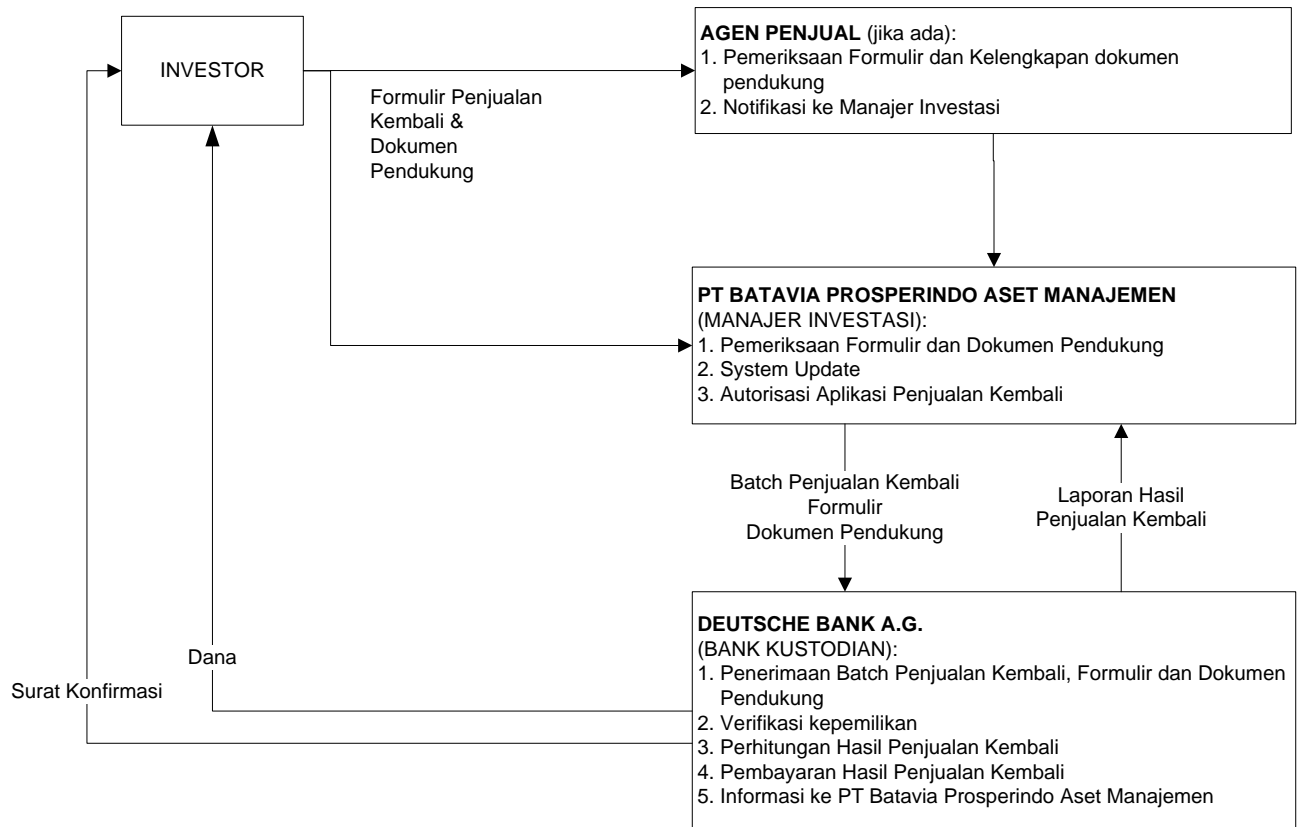 INVESTOR
Formulir Penjualan
Kembali &
Dokumen
Pendukung
AGEN PENJUAL (jika ada):
1. Pemeriksaan Formulir dan Kelengkapan dokumen
pendukung
2. Notifikasi ke Manajer Investasi
PT BATAVIA PROSPERINDO ASET MANAJEMEN
(MANAJER INVESTASI):
1. Pemeriksaan Formulir dan Dokumen Pendukung
2. System Update
3. Autorisasi Aplikasi Penjualan Kembali
Batch Penjualan Kembali
Formulir
Dokumen Pendukung
Laporan Hasil
Penjualan Kembali
DEUTSCHE BANK A.G.
(BANK KUSTODIAN):
1. Penerimaan Batch Penjualan Kembali, Formulir dan Dokumen
Pendukung
2. Verifikasi kepemilikan
3. Perhitungan Hasil Penjualan Kembali
4. Pembayaran Hasil Penjualan Kembali
5. Informasi ke PT Batavia Prosperindo Aset Manajemen
Dana
Surat Konfirmasi